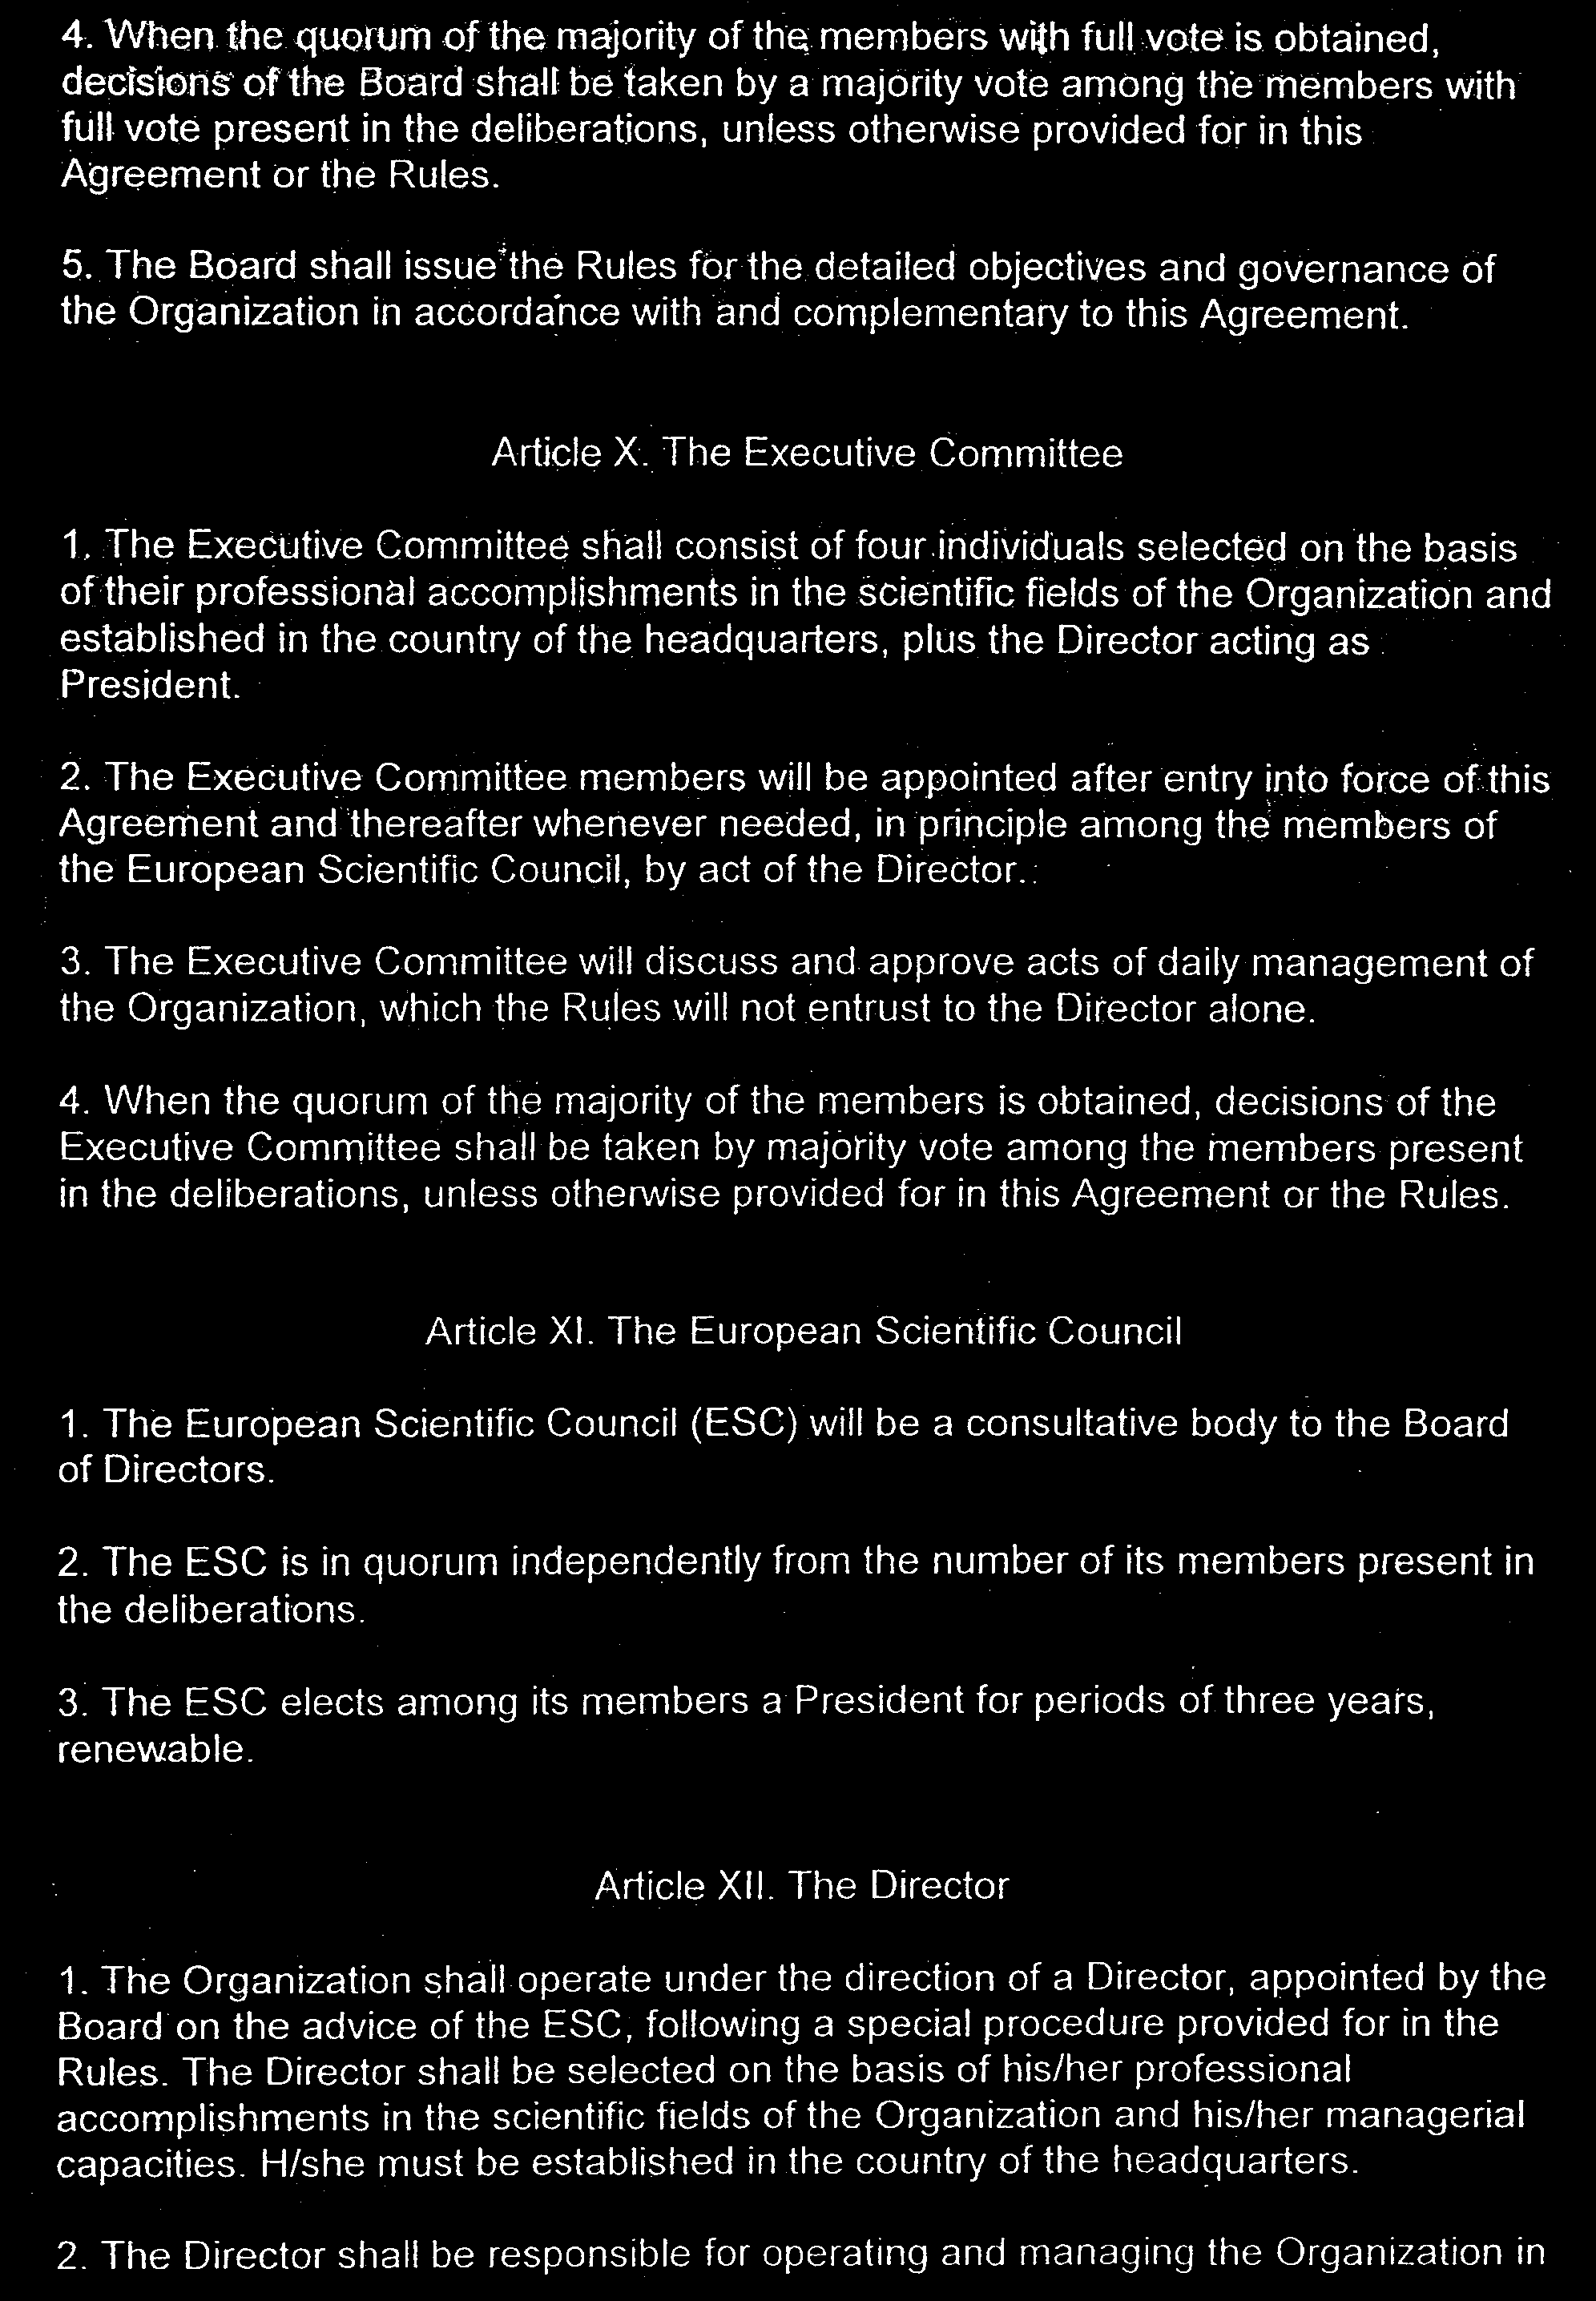 4. When the quorum of the majority of the members with full vote is obtained,
decisions of the Board shall be taken by a majority vote among the members with
full vote present in the deliberations, unless otherwise provided for in this
Agreement or the Rules.
5. The Board shall issue the Rules for the detailed objectives and governance of
the Organization in accordance with and complementary to this Agreement.
Article X. The Executive Committee
1. The Executive Committee shall consist of four individuals selected on the basis
of their professional accomplishments in the scientific fields of the Organization and
established in the country of the headquarters, plus the Director acting as
President.
2. The Executive Committee members will be appointed after entry into force of this
Agreement and thereafter whenever needed, in principle among the members of
the European Scientific Council, by act of the Director.
3. The Executive Committee will discuss and approve acts of daily management of
the Organization, which the Rules will not entrust to the Director alone.
4. When the quorum of the majority of the members is obtained, decisions of the
Executive Committee shall be taken by majority vote among the members present
in the deliberations, unless otherwise provided for in this Agreement or the Rules.
Article XI. The European Scientific Council
1. The European Scientific Council (ESC) will be a consultative body to the Board
of Directors.
2. The ESC is in quorum independently from the number of its members present in
the deliberations.
3. The ESC elects among its members a President for periods of three years,
renewable.
Article XII. The Director
1. The Organization shall operate under the direction of a Director, appointed by the
Board on the advice of the ESC, following a special procedure provided for in the
Rules. The Director shall be selected on the basis of his/her professional
accomplishments in the scientific fields of the Organization and his/her managerial
capacities. H/she must be established in the country of the headquarters.
2. The Director shall be responsible for operating and managing the Organization in